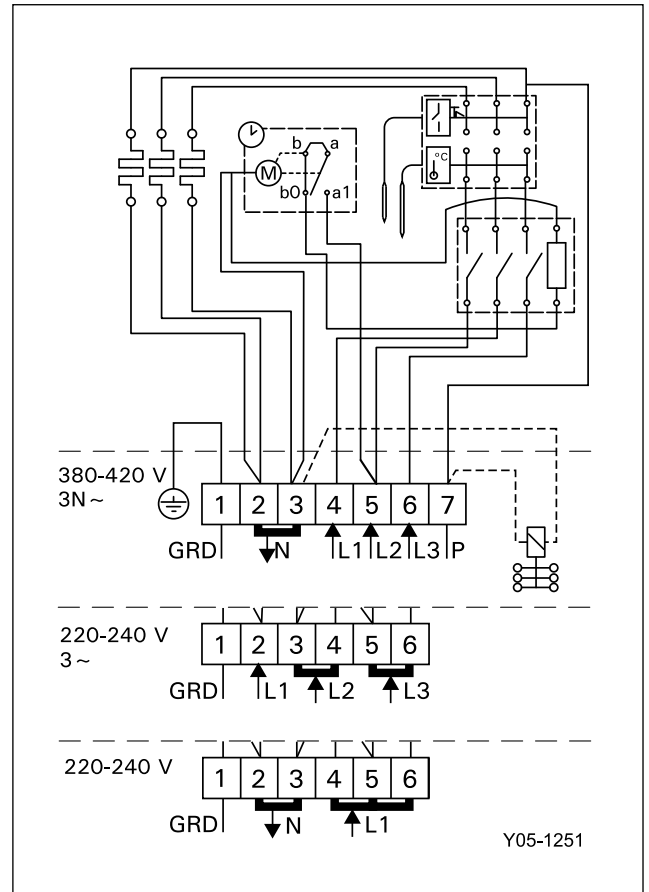 b a
M
b0 a1
°C
380-420 V
3N ~
1 2 3 4 5 6 7
GRD N L1 L2 L3 P
220-240 V
3 ~
1 2 3 4 5 6
GRD L1 L2 L3
220-240 V
1 2 3 4 5 6
GRD N L1
Y05-1251